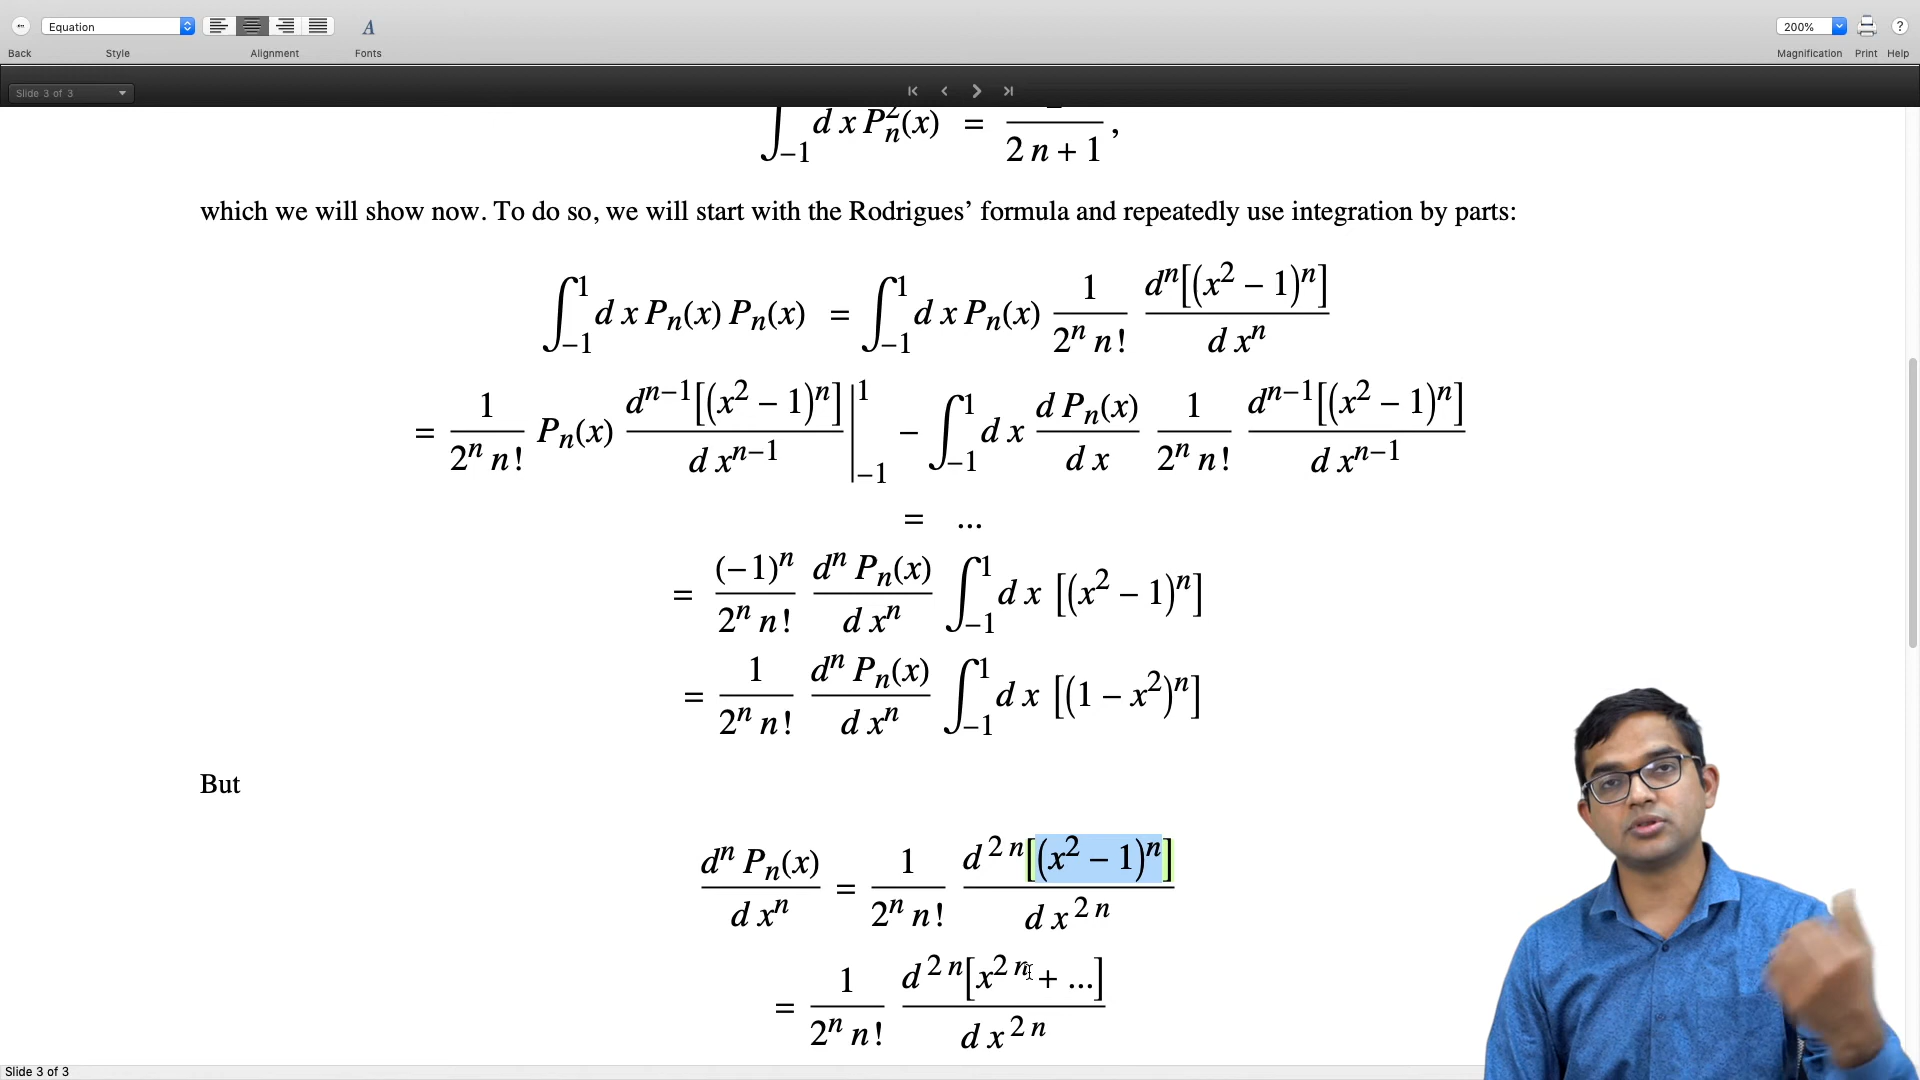 Equation
200%
Back Style Alignment Fonts Magnification Print Help
Slide 3 of 3
∫_{−1} d x P_n^2(x) = / 2 n + 1 ,
which we will show now. To do so, we will start with the Rodrigues’ formula and repeatedly use integration by parts:
∫_{−1}^{1} d x P_n(x) P_n(x) = ∫_{−1}^{1} d x P_n(x) 1/(2^n n!) d^n[(x^2 − 1)^n]/(d x^n)
= 1/(2^n n!) P_n(x) d^{n−1}[(x^2 − 1)^n]/(d x^{n−1}) |_{−1}^{1} − ∫_{−1}^{1} d x (d P_n(x))/(d x) 1/(2^n n!) d^{n−1}[(x^2 − 1)^n]/(d x^{n−1})
= ...
= (−1)^n/(2^n n!) (d^n P_n(x))/(d x^n) ∫_{−1}^{1} d x [(x^2 − 1)^n]
= 1/(2^n n!) (d^n P_n(x))/(d x^n) ∫_{−1}^{1} d x [(1 − x^2)^n]
But
(d^n P_n(x))/(d x^n) = 1/(2^n n!) d^{2 n}[(x^2 − 1)^n]/(d x^{2 n})
= 1/(2^n n!) d^{2 n}[x^{2 n} + ...]/(d x^{2 n})
Slide 3 of 3